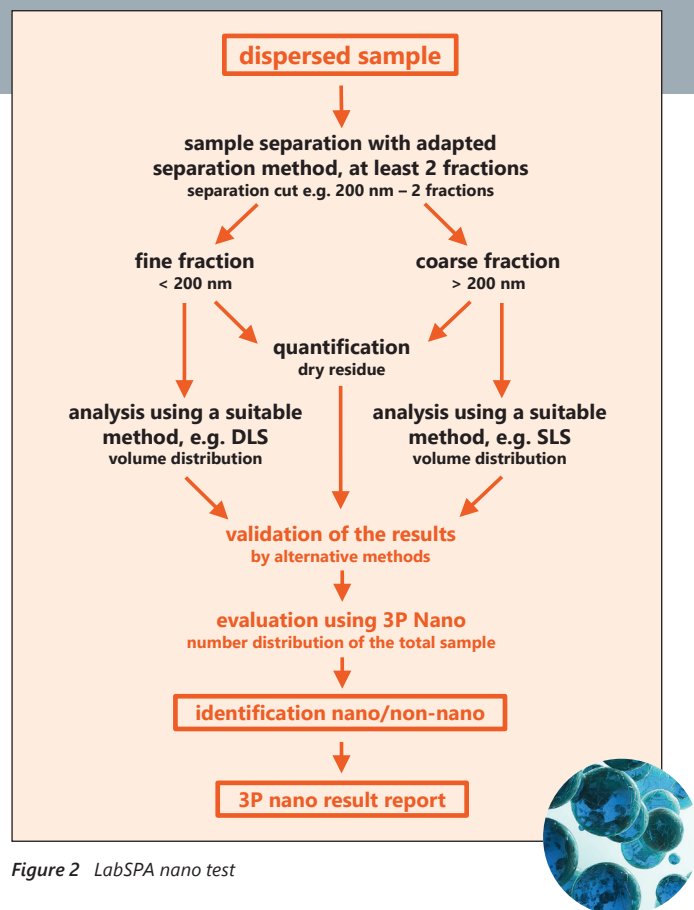 dispersed sample
sample separation with adapted
separation method, at least 2 fractions
separation cut e.g. 200 nm – 2 fractions
fine fraction
< 200 nm
coarse fraction
> 200 nm
quantification
dry residue
analysis using a suitable
method, e.g. DLS
volume distribution
analysis using a suitable
method, e.g. SLS
volume distribution
validation of the results
by alternative methods
evaluation using 3P Nano
number distribution of the total sample
identification nano/non-nano
3P nano result report
Figure 2 LabSPA nano test